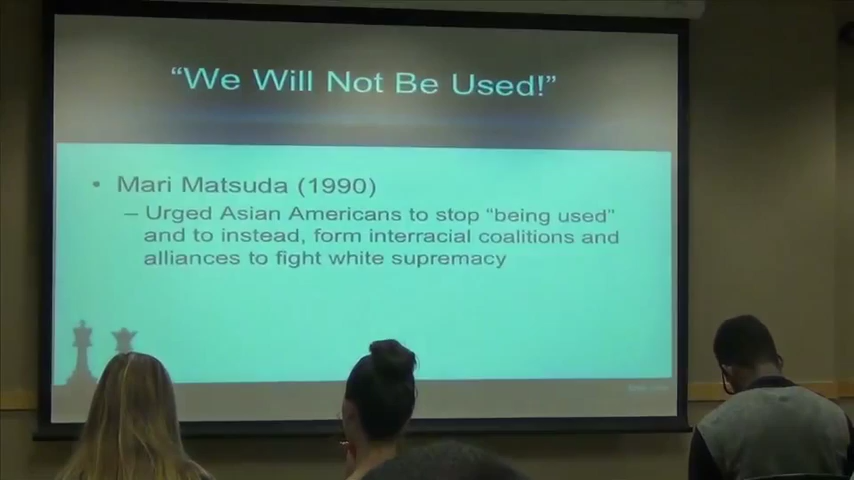 “We Will Not Be Used!”
• Mari Matsuda (1990)
– Urged Asian Americans to stop “being used”
and to instead, form interracial coalitions and
alliances to fight white supremacy